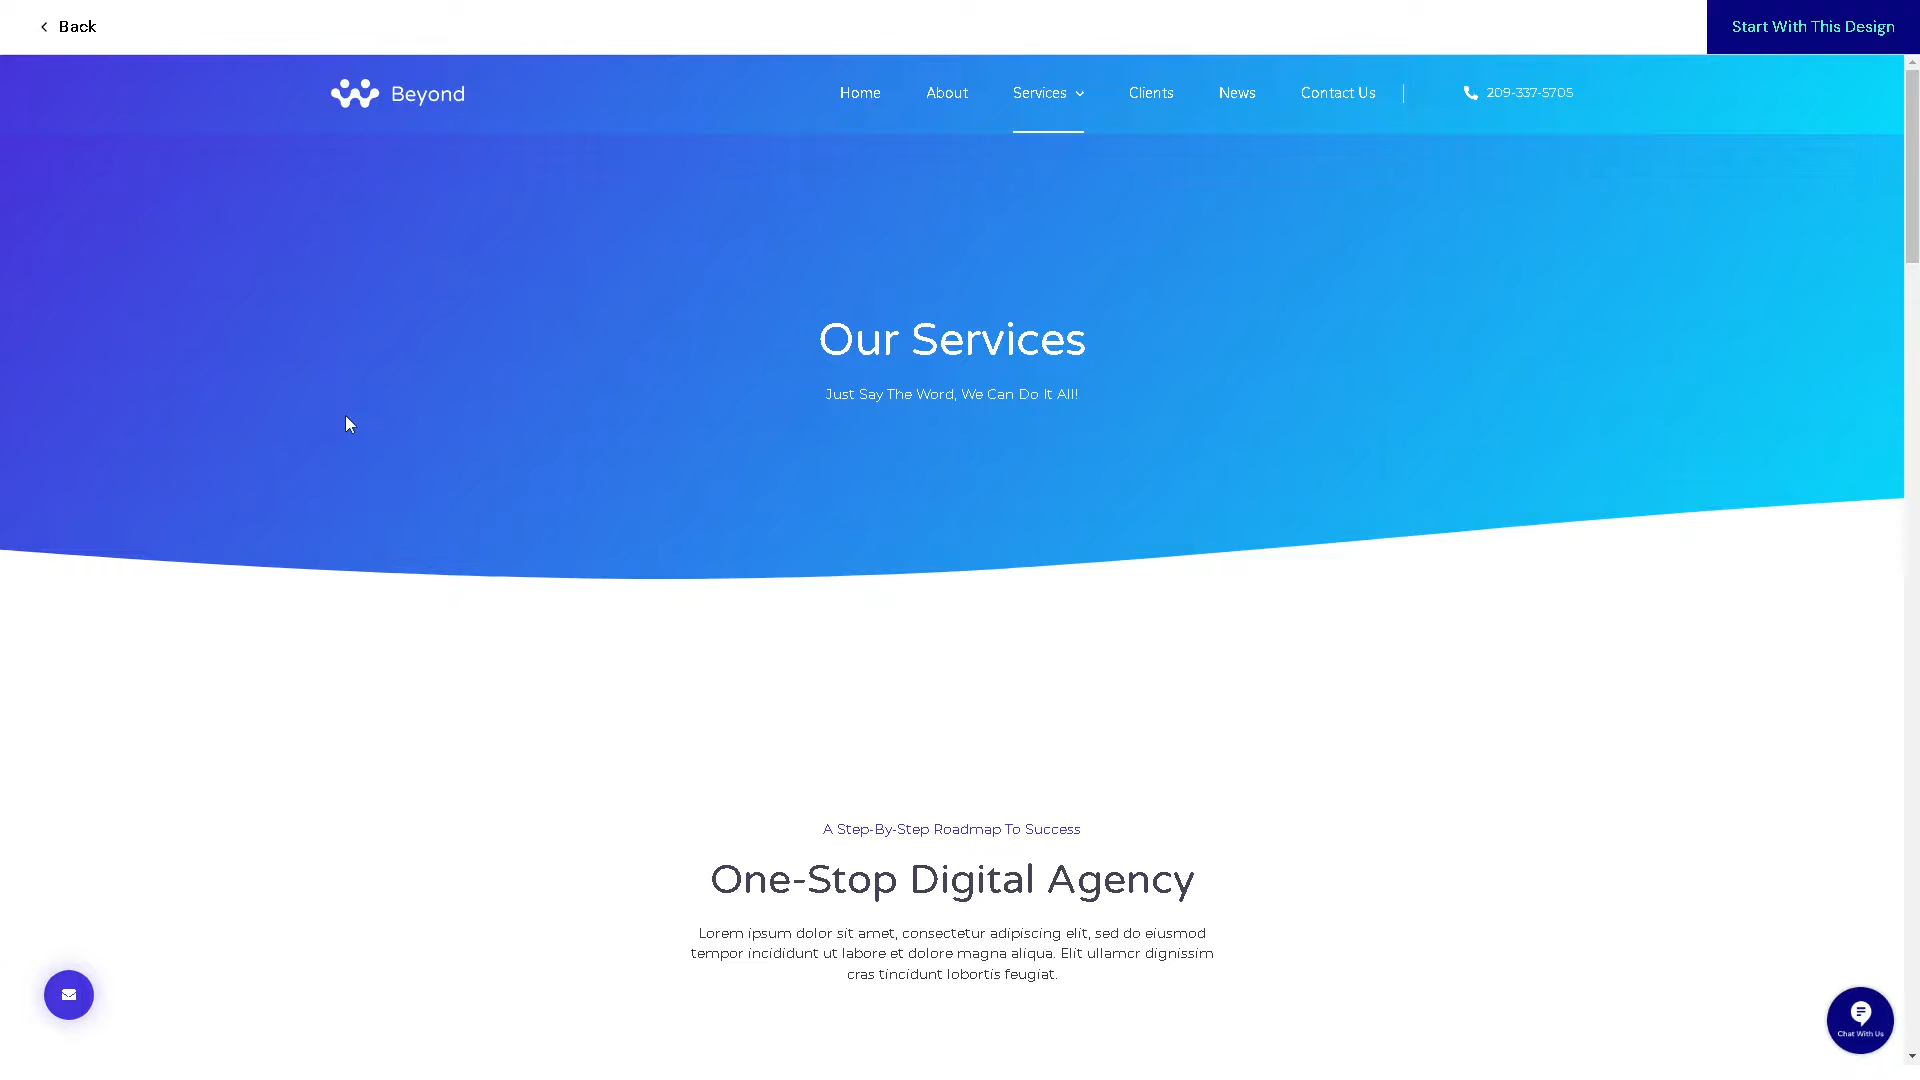 Back
Start With This Design
Beyond
Home
About
Services
Clients
News
Contact Us
209-337-5705
Our Services
Just Say The Word, We Can Do It All!
A Step-By-Step Roadmap To Success
One-Stop Digital Agency
Lorem ipsum dolor sit amet, consectetur adipiscing elit, sed do eiusmod
tempor incididunt ut labore et dolore magna aliqua. Elit ullamcr dignissim
cras tincidunt lobortis feugiat.
Chat With Us